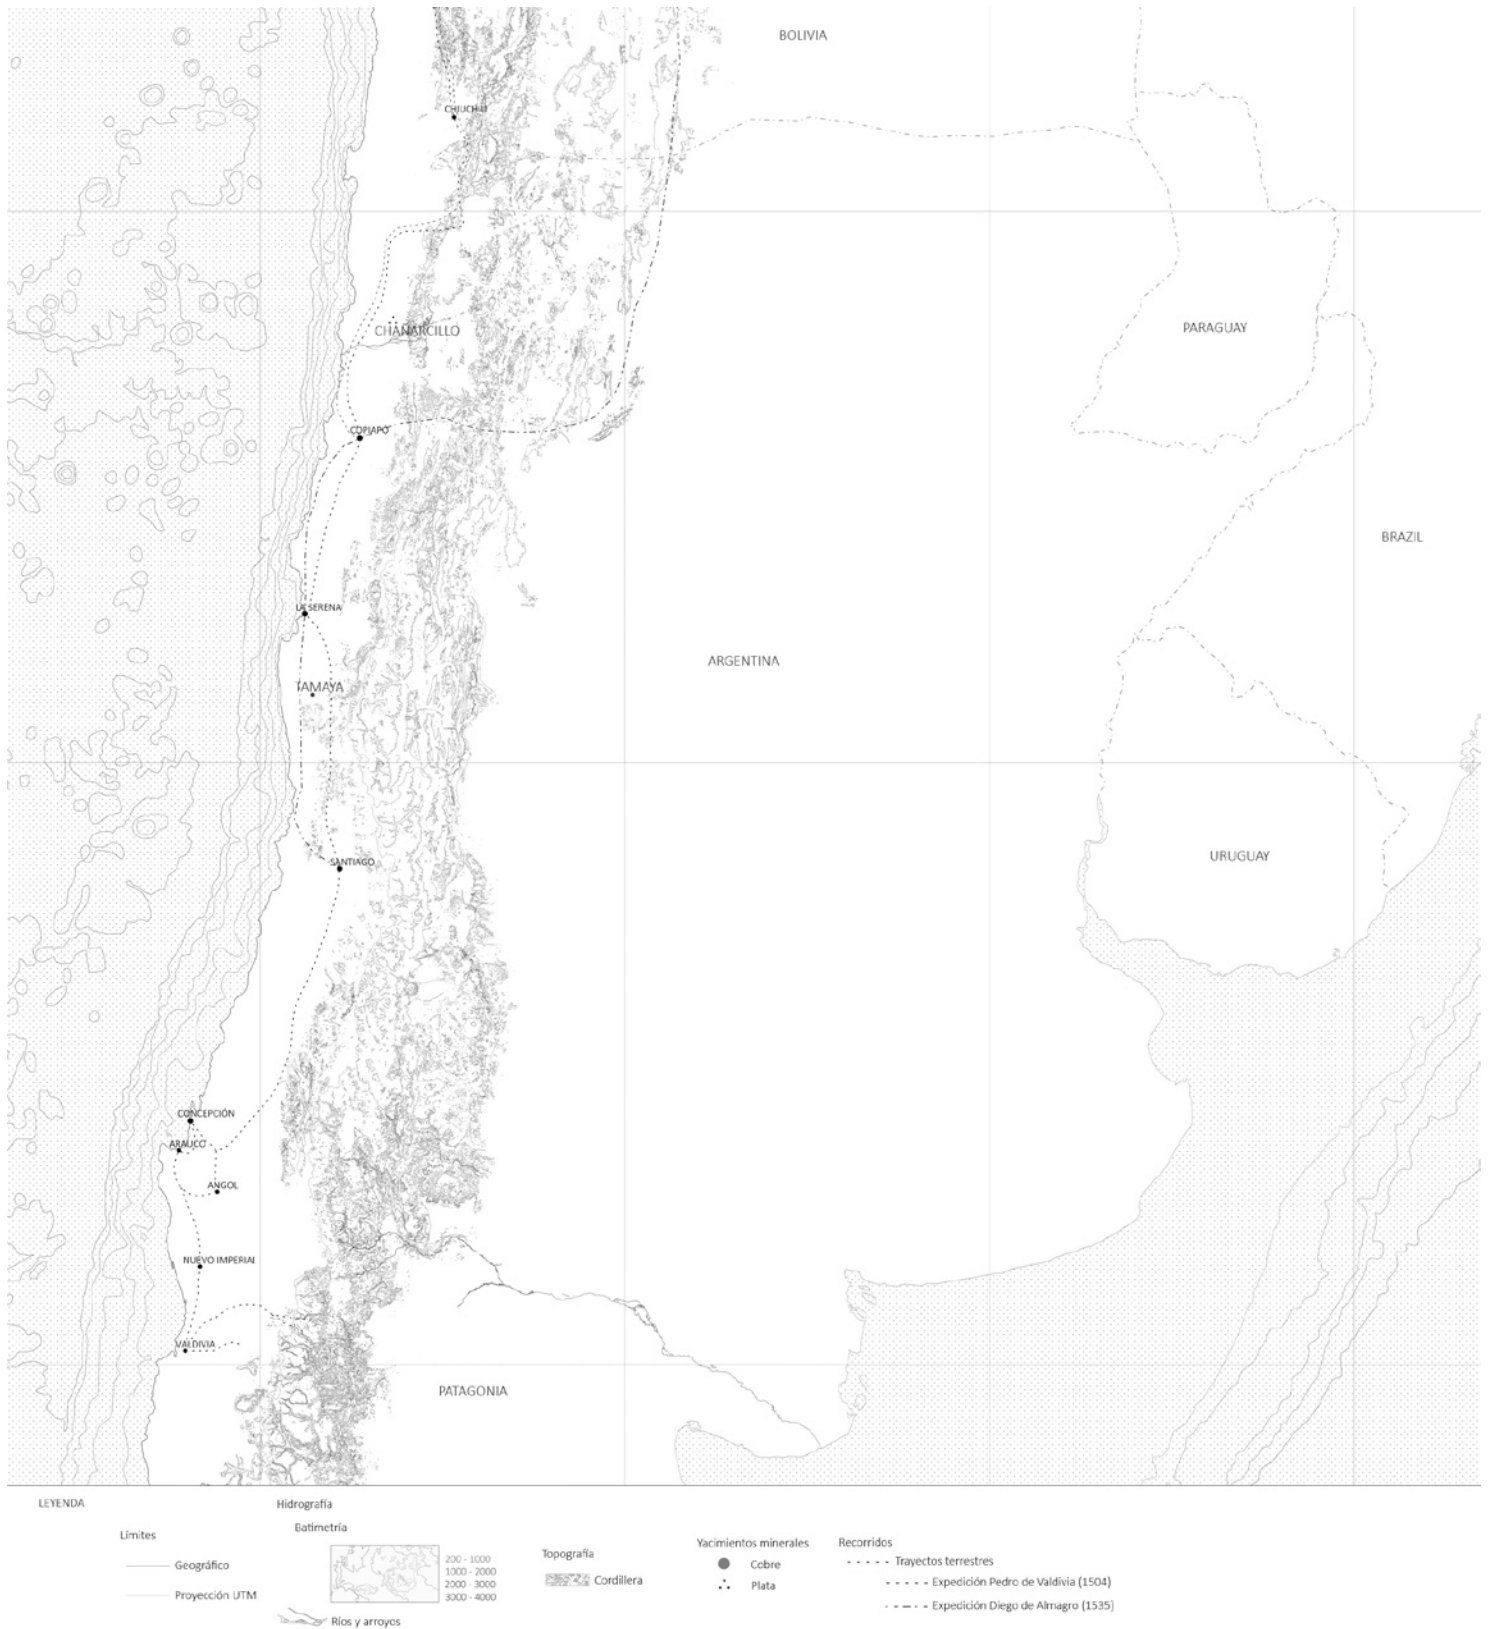 BOLIVIA
CHIUCHIU
CHAÑARCILLO
PARAGUAY
COPIAPO
BRAZIL
LA SERENA
ARGENTINA
TAMAYA
SANTIAGO
URUGUAY
CONCEPCIÓN
ARAUCO
ANGOL
NUEVO IMPERIAL
VALDIVIA
PATAGONIA
LEYENDA
Límites
Geográfico
Proyección UTM
Hidrografía
Batimetría
200 - 1000
1000 - 2000
2000 - 3000
3000 - 4000
Ríos y arroyos
Topografía
Cordillera
Yacimientos minerales
Cobre
Plata
Recorridos
Trayectos terrestres
Expedición Pedro de Valdivia (1504)
Expedición Diego de Almagro (1535)